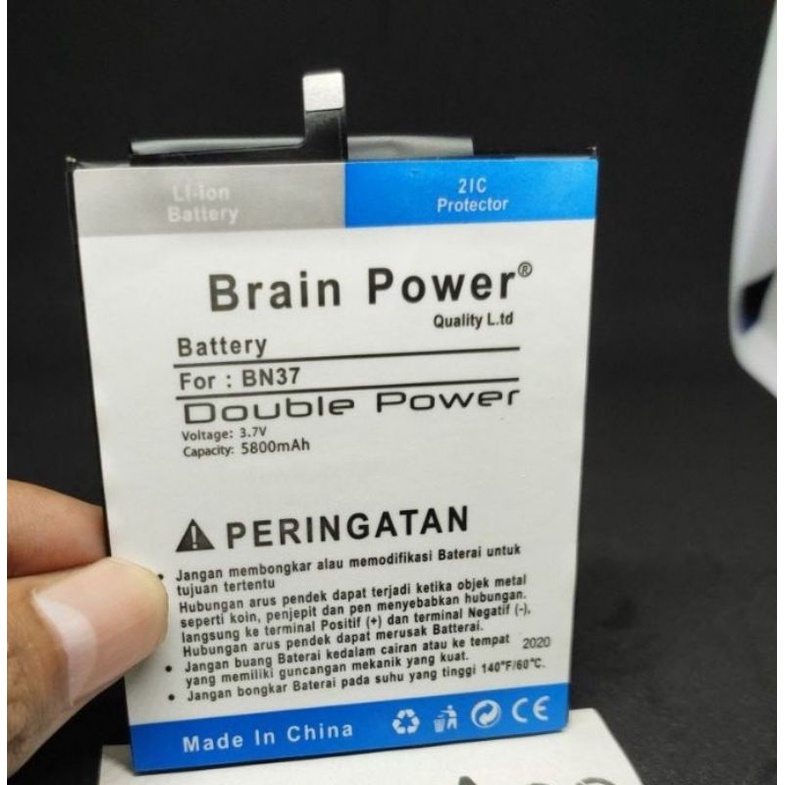 Li-ion
Battery
2IC
Protector
Brain Power®
Quality L.td
Battery
For : BN37
Double Power
Voltage: 3.7V
Capacity: 5800mAh
PERINGATAN
• Jangan membongkar alau memodifikasi Baterai untuk
tujuan tertentu
Hubungan arus pendek dapat terjadi ketika objek metal
seperti koin, penjepit dan pen menyebabkan hubungan.
langsung ke terminal Positif (+) dan terminal Negatif (-),
Hubungan arus pendek dapat merusak Batterai.
• Jangan buang Baterai kedalam cairan atau ke tempat 2020
yang memiliki guncangan mekanik yang kuat.
• Jangan bongkar Baterai pada suhu yang tinggi 140°F/60°C.
Made In China
CE